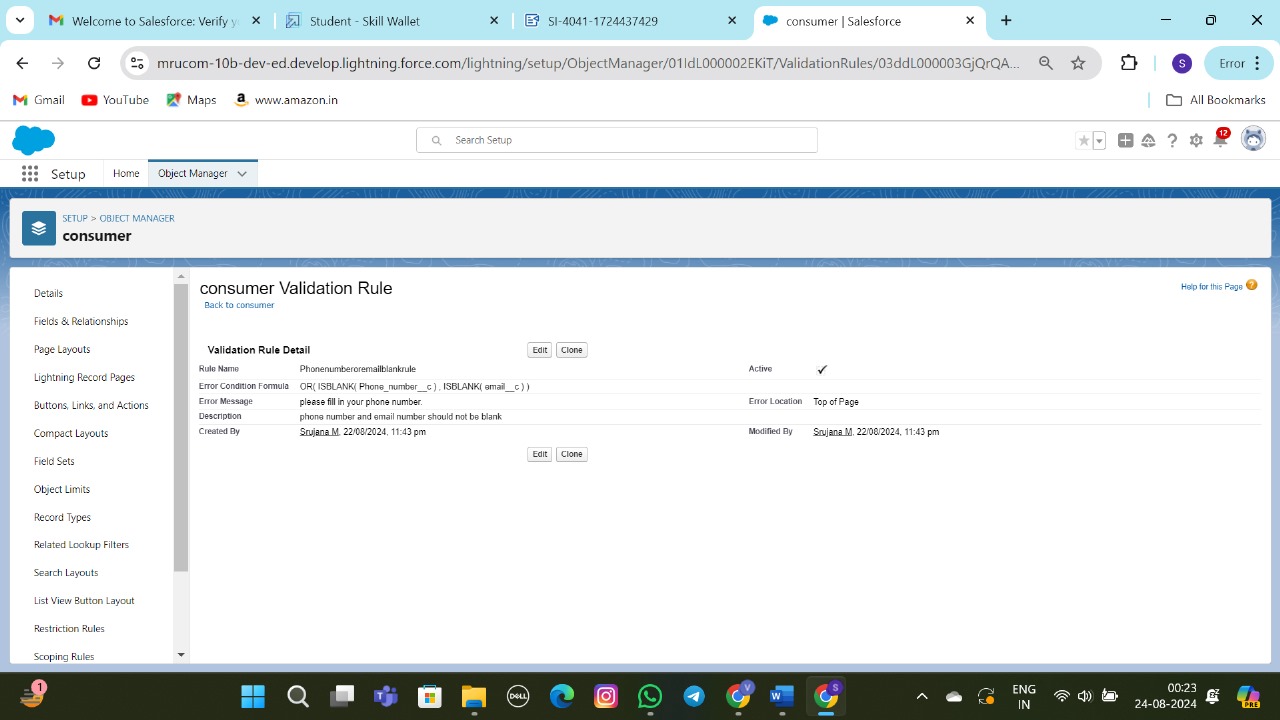 Welcome to Salesforce: Verify
Student - Skill Wallet
SI-4041-1724437429
consumer | Salesforce
mrucom-10b-dev-ed.develop.lightning.force.com/lightning/setup/ObjectManager/01IdL000002EKiT/ValidationRules/03ddL000003GjQrQA...
S
Error
Gmail
YouTube
Maps
www.amazon.in
All Bookmarks
Search Setup
12
Setup
Home
Object Manager
SETUP > OBJECT MANAGER
consumer
Details
Fields & Relationships
Page Layouts
Lightning Record Pages
Buttons, Links, and Actions
Compact Layouts
Field Sets
Object Limits
Record Types
Related Lookup Filters
Search Layouts
List View Button Layout
Restriction Rules
Scoping Rules
consumer Validation Rule
Back to consumer
Help for this Page
Validation Rule Detail
Edit Clone
Rule Name Phonenumberoremailblankrule Active ✓
Error Condition Formula OR( ISBLANK( Phone_number__c ) , ISBLANK( email__c ) )
Error Message please fill in your phone number. Error Location Top of Page
Description phone number and email number should not be blank
Created By Srujana M, 22/08/2024, 11:43 pm Modified By Srujana M, 22/08/2024, 11:43 pm
Edit Clone
1
DELL
V
S
ENG
IN
00:23
24-08-2024
PRE